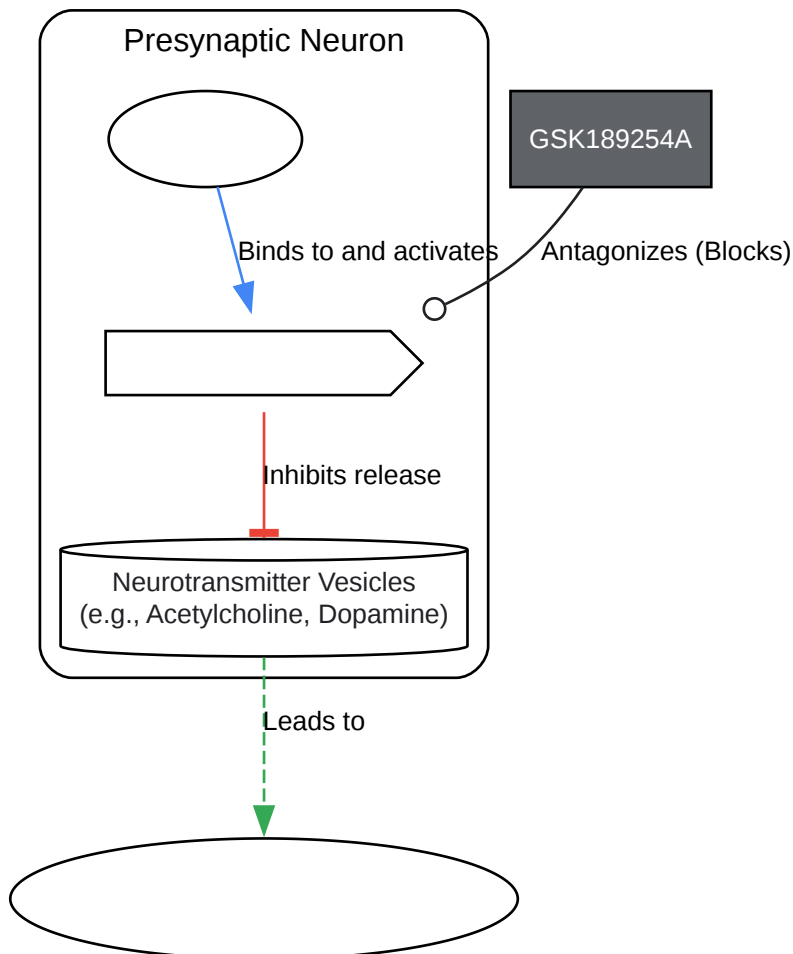 Presynaptic Neuron
GSK189254A
Binds to and activates
Antagonizes (Blocks)
Inhibits release
Neurotransmitter Vesicles
(e.g., Acetylcholine, Dopamine)
Leads to